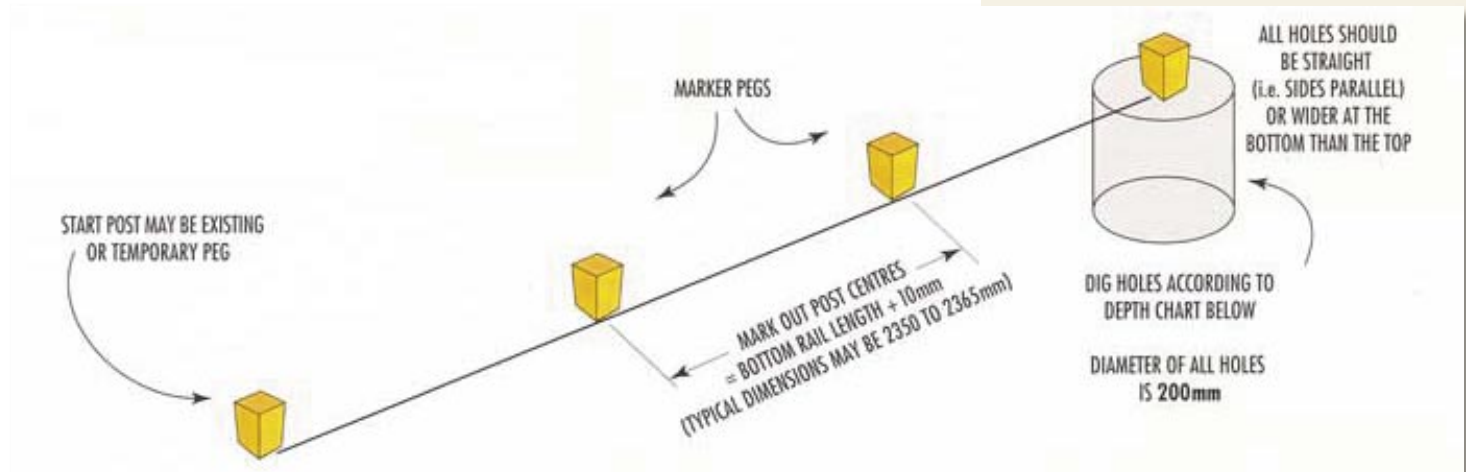 START POST MAY BE EXISTING
OR TEMPORARY PEG
MARKER PEGS
MARK OUT POST CENTRES
= BOTTOM RAIL LENGTH + 10mm
(TYPICAL DIMENSIONS MAY BE 2350 TO 2365mm)
ALL HOLES SHOULD
BE STRAIGHT
(i.e. SIDES PARALLEL)
OR WIDER AT THE
BOTTOM THAN THE TOP
DIG HOLES ACCORDING TO
DEPTH CHART BELOW
DIAMETER OF ALL HOLES
IS 200mm